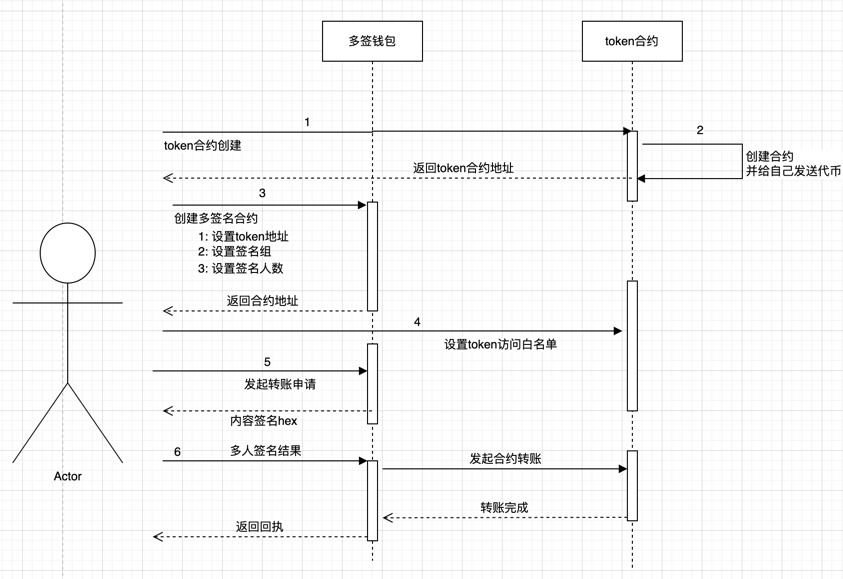 多签钱包
token合约
1
token合约创建
2
创建合约
并给自己发送代币
返回token合约地址
3
创建多签名合约
1: 设置token地址
2: 设置签名组
3: 设置签名人数
返回合约地址
4
设置token访问白名单
5
发起转账申请
内容签名hex
6
多人签名结果
发起合约转账
Actor
转账完成
返回回执